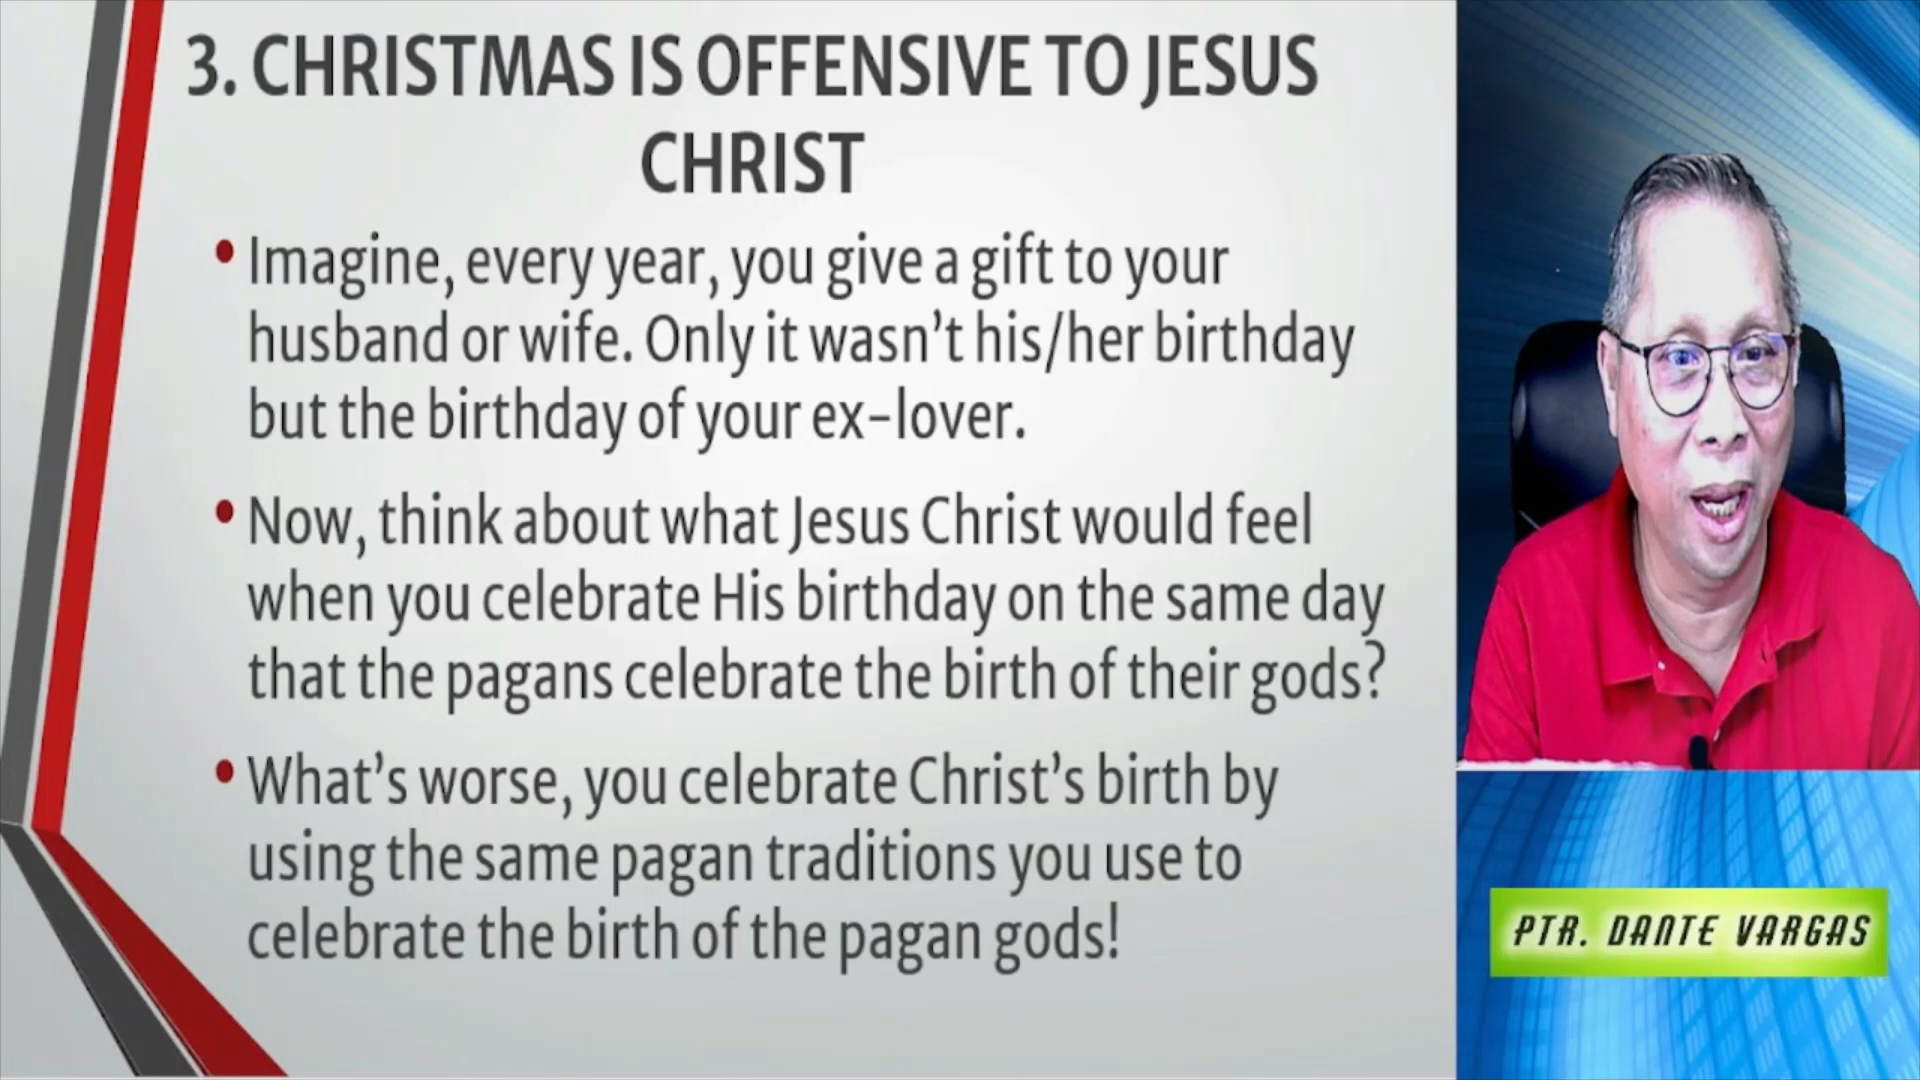 3. CHRISTMAS IS OFFENSIVE TO JESUS
CHRIST
• Imagine, every year, you give a gift to your
husband or wife. Only it wasn’t his/her birthday
but the birthday of your ex-lover.
• Now, think about what Jesus Christ would feel
when you celebrate His birthday on the same day
that the pagans celebrate the birth of their gods?
• What’s worse, you celebrate Christ’s birth by
using the same pagan traditions you use to
celebrate the birth of the pagan gods!
PTR. DANTE VARGAS